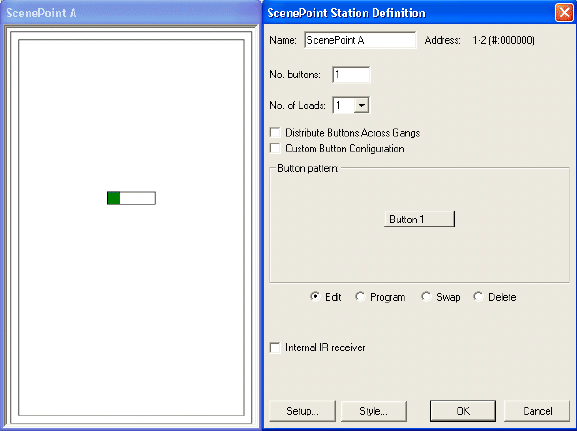 ScenePoint A
ScenePoint Station Definition
Name: ScenePoint A Address: 1-2 (#:000000)
No. buttons: 1
No. of Loads: 1
Distribute Buttons Across Gangs
Custom Button Configuration
Button pattern:
Button 1
Edit Program Swap Delete
Internal IR receiver
Setup... Style... OK Cancel